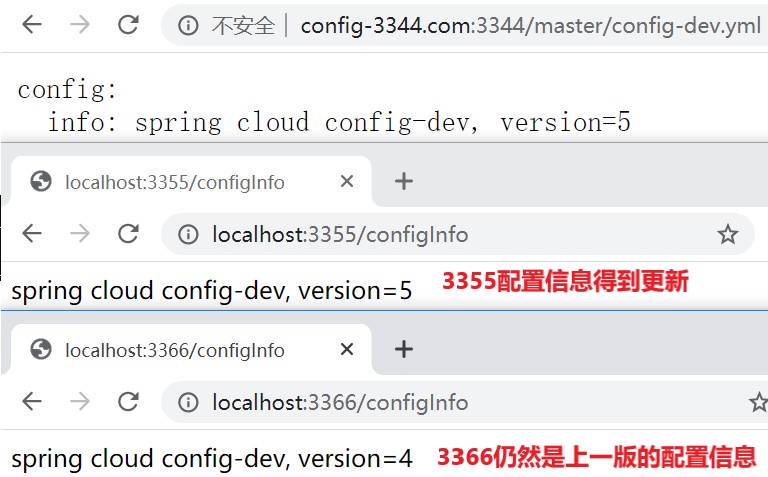 不安全 config-3344.com:3344/master/config-dev.yml
config:
info: spring cloud config-dev, version=5
localhost:3355/configInfo
localhost:3355/configInfo
spring cloud config-dev, version=5 3355配置信息得到更新
localhost:3366/configInfo
localhost:3366/configInfo
spring cloud config-dev, version=4 3366仍然是上一版的配置信息